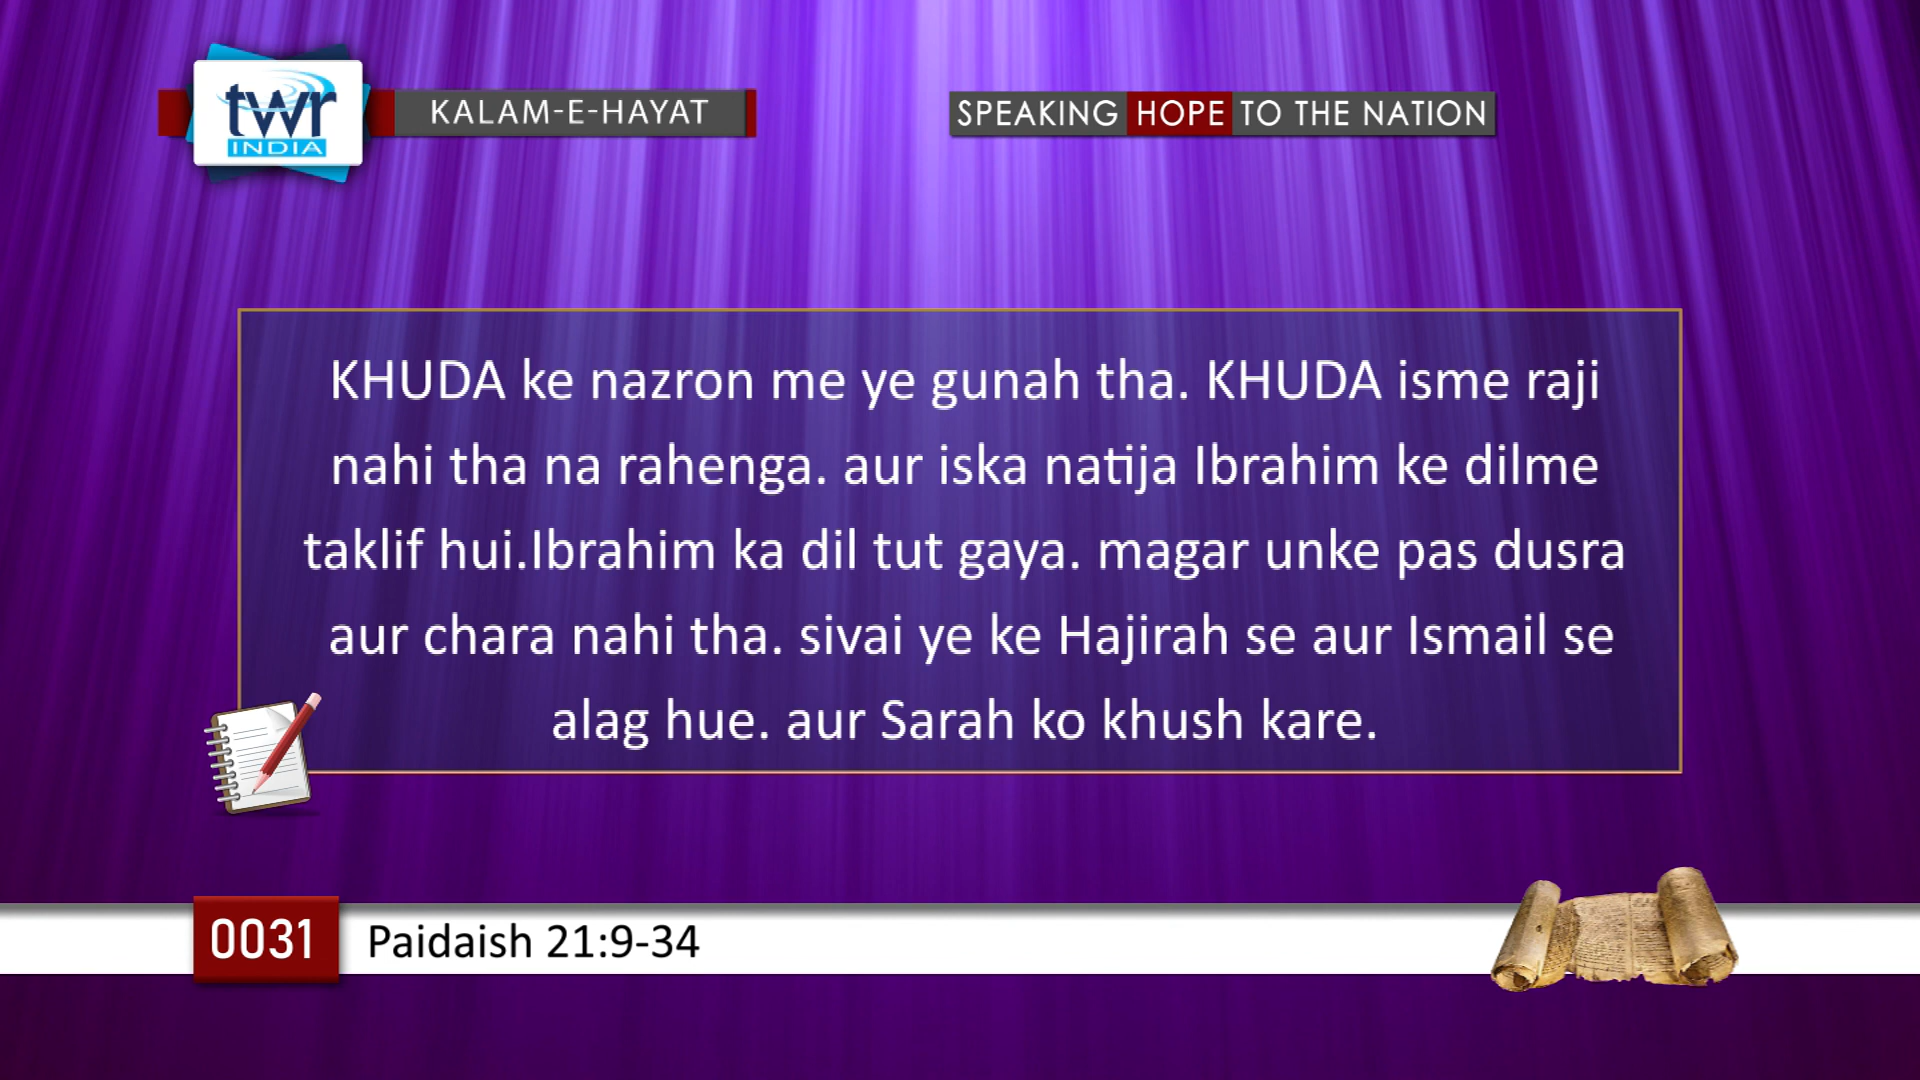 twr
INDIA
KALAM-E-HAYAT
SPEAKING HOPE TO THE NATION
KHUDA ke nazron me ye gunah tha. KHUDA isme raji
nahi tha na rahenga. aur iska natija Ibrahim ke dilme
taklif hui.Ibrahim ka dil tut gaya. magar unke pas dusra
aur chara nahi tha. sivai ye ke Hajirah se aur Ismail se
alag hue. aur Sarah ko khush kare.
0031
Paidaish 21:9-34